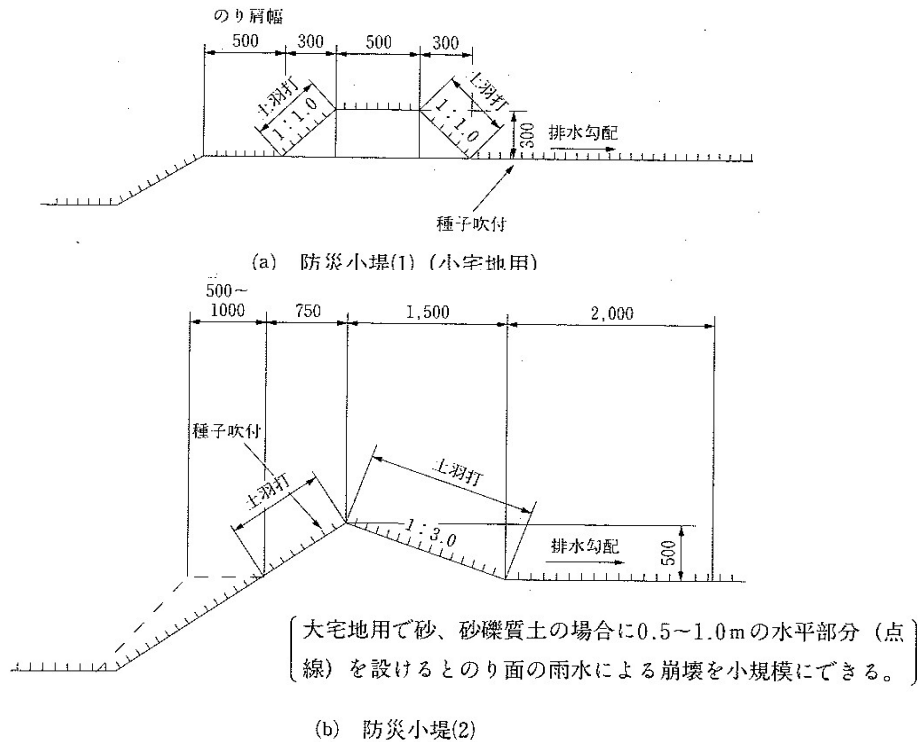 のり肩幅
500 300 500 300
土羽打
1:1.0
土羽打
1:1.0
300
排水勾配
種子吹付
(a) 防災小堤(1) (小宅地用)
500~
1000 750 1,500 2,000
種子吹付
土羽打
土羽打
1:3.0
排水勾配
500
大宅地用で砂、砂礫質土の場合に0.5~1.0mの水平部分(点
線)を設けるとのり面の雨水による崩壊を小規模にできる。
(b) 防災小堤(2)